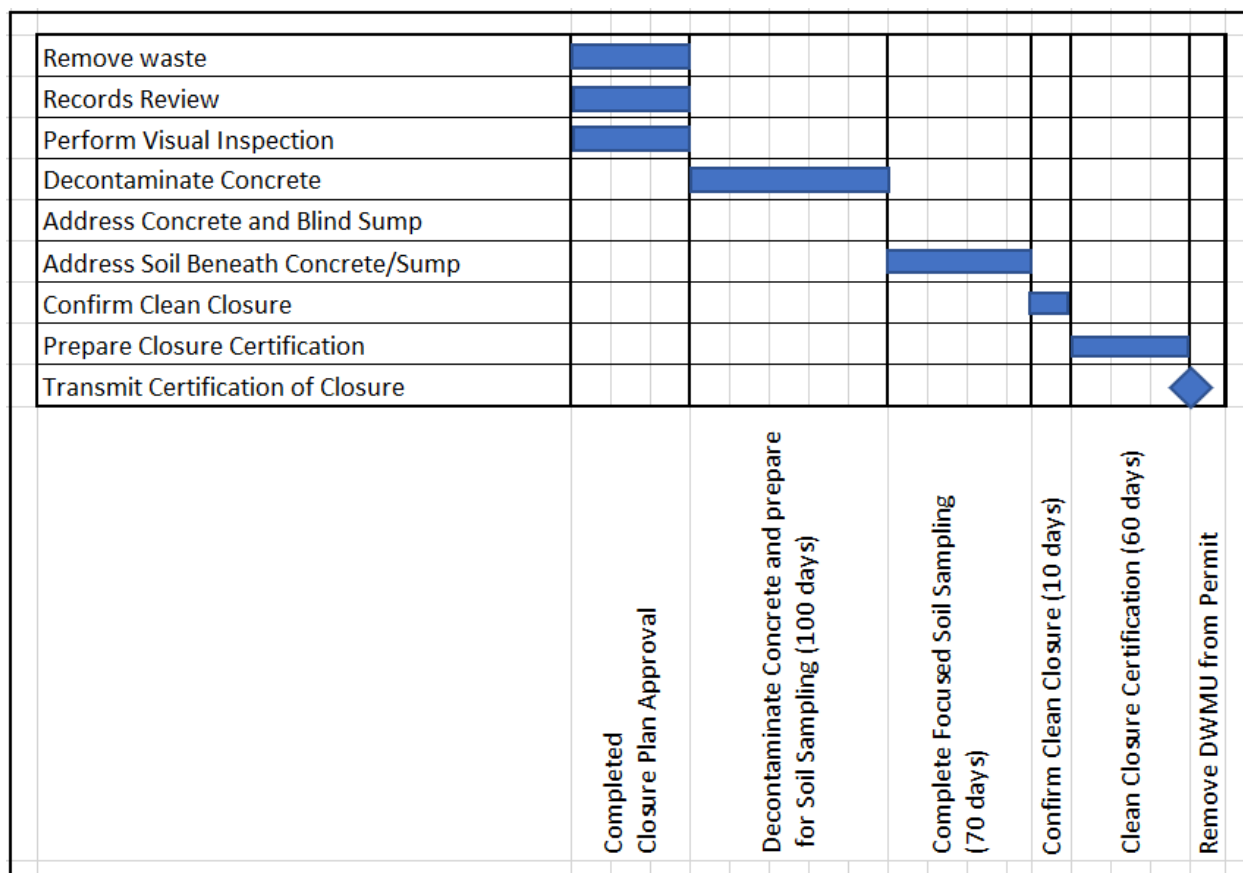 Remove waste
Records Review
Perform Visual Inspection
Decontaminate Concrete
Address Concrete and Blind Sump
Address Soil Beneath Concrete/Sump
Confirm Clean Closure
Prepare Closure Certification
Transmit Certification of Closure
Completed
Closure Plan Approval
Decontaminate Concrete and prepare
for Soil Sampling (100 days)
Complete Focused Soil Sampling
(70 days)
Confirm Clean Closure (10 days)
Clean Closure Certification (60 days)
Remove DWMU from Permit